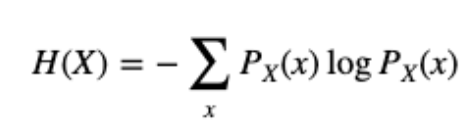 H(X) = − ∑ P_X(x) log P_X(x)
x